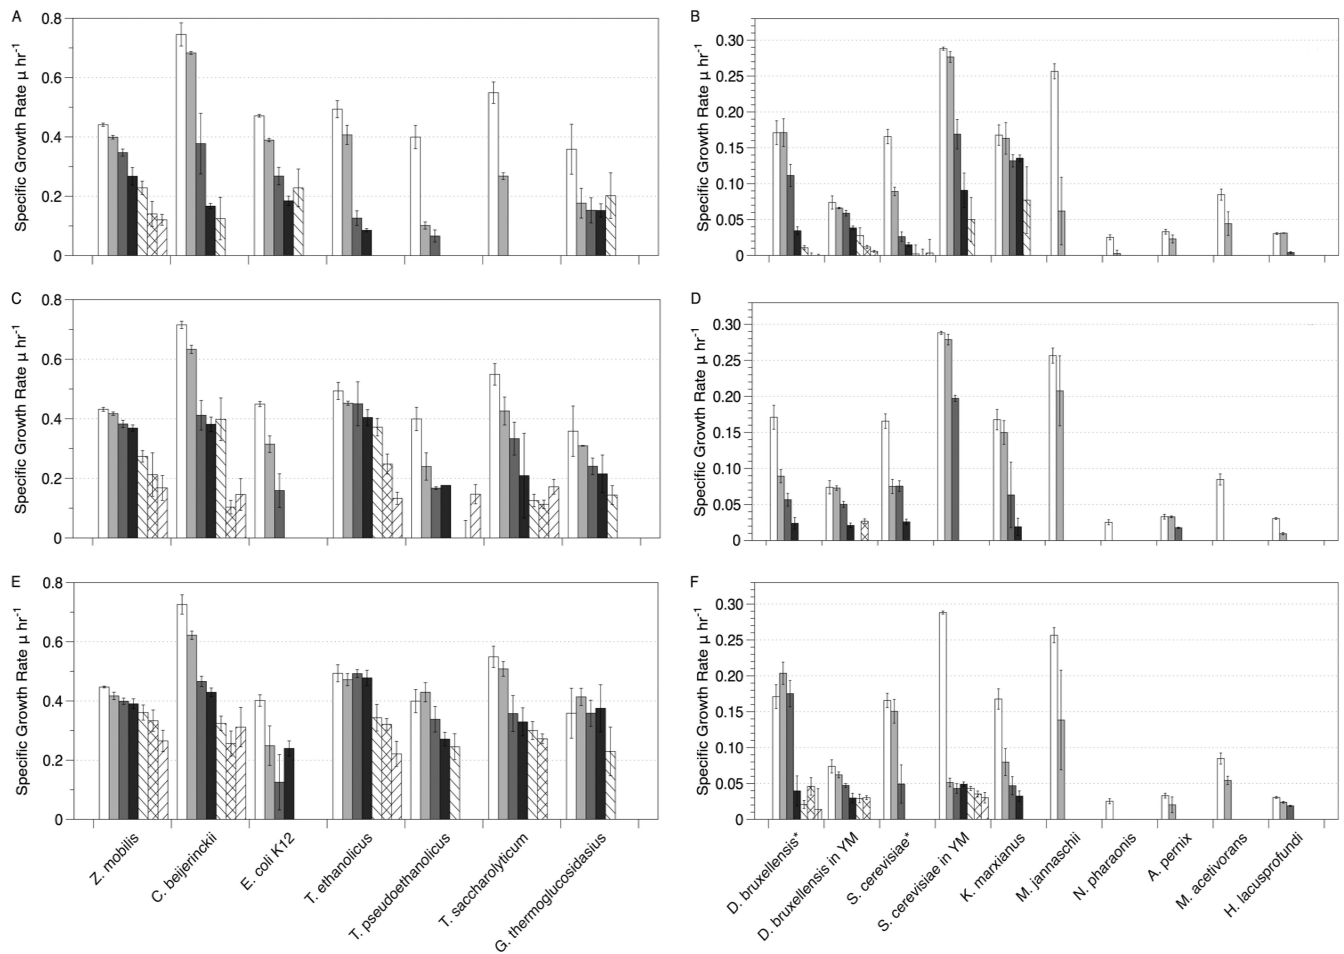 A
B
Specific Growth Rate µ hr-1
0.8
0.6
0.4
0.2
0
Specific Growth Rate µ hr-1
0.30
0.25
0.20
0.15
0.10
0.05
0
C
D
Specific Growth Rate µ hr-1
0.8
0.6
0.4
0.2
0
Specific Growth Rate µ hr-1
0.30
0.25
0.20
0.15
0.10
0.05
0
E
F
Specific Growth Rate µ hr-1
0.8
0.6
0.4
0.2
0
Specific Growth Rate µ hr-1
0.30
0.25
0.20
0.15
0.10
0.05
0
Z. mobilis
C. beijerinckii
E. coli K12
T. ethanolicus
T. pseudoethanolicus
T. saccharolyticum
G. thermoglucosidasius
D. bruxellensis*
D. bruxellensis in YM
S. cerevisiae*
S. cerevisiae in YM
K. marxianus
M. jannaschii
N. pharaonis
A. pernix
M. acetivorans
H. lacusprofundi